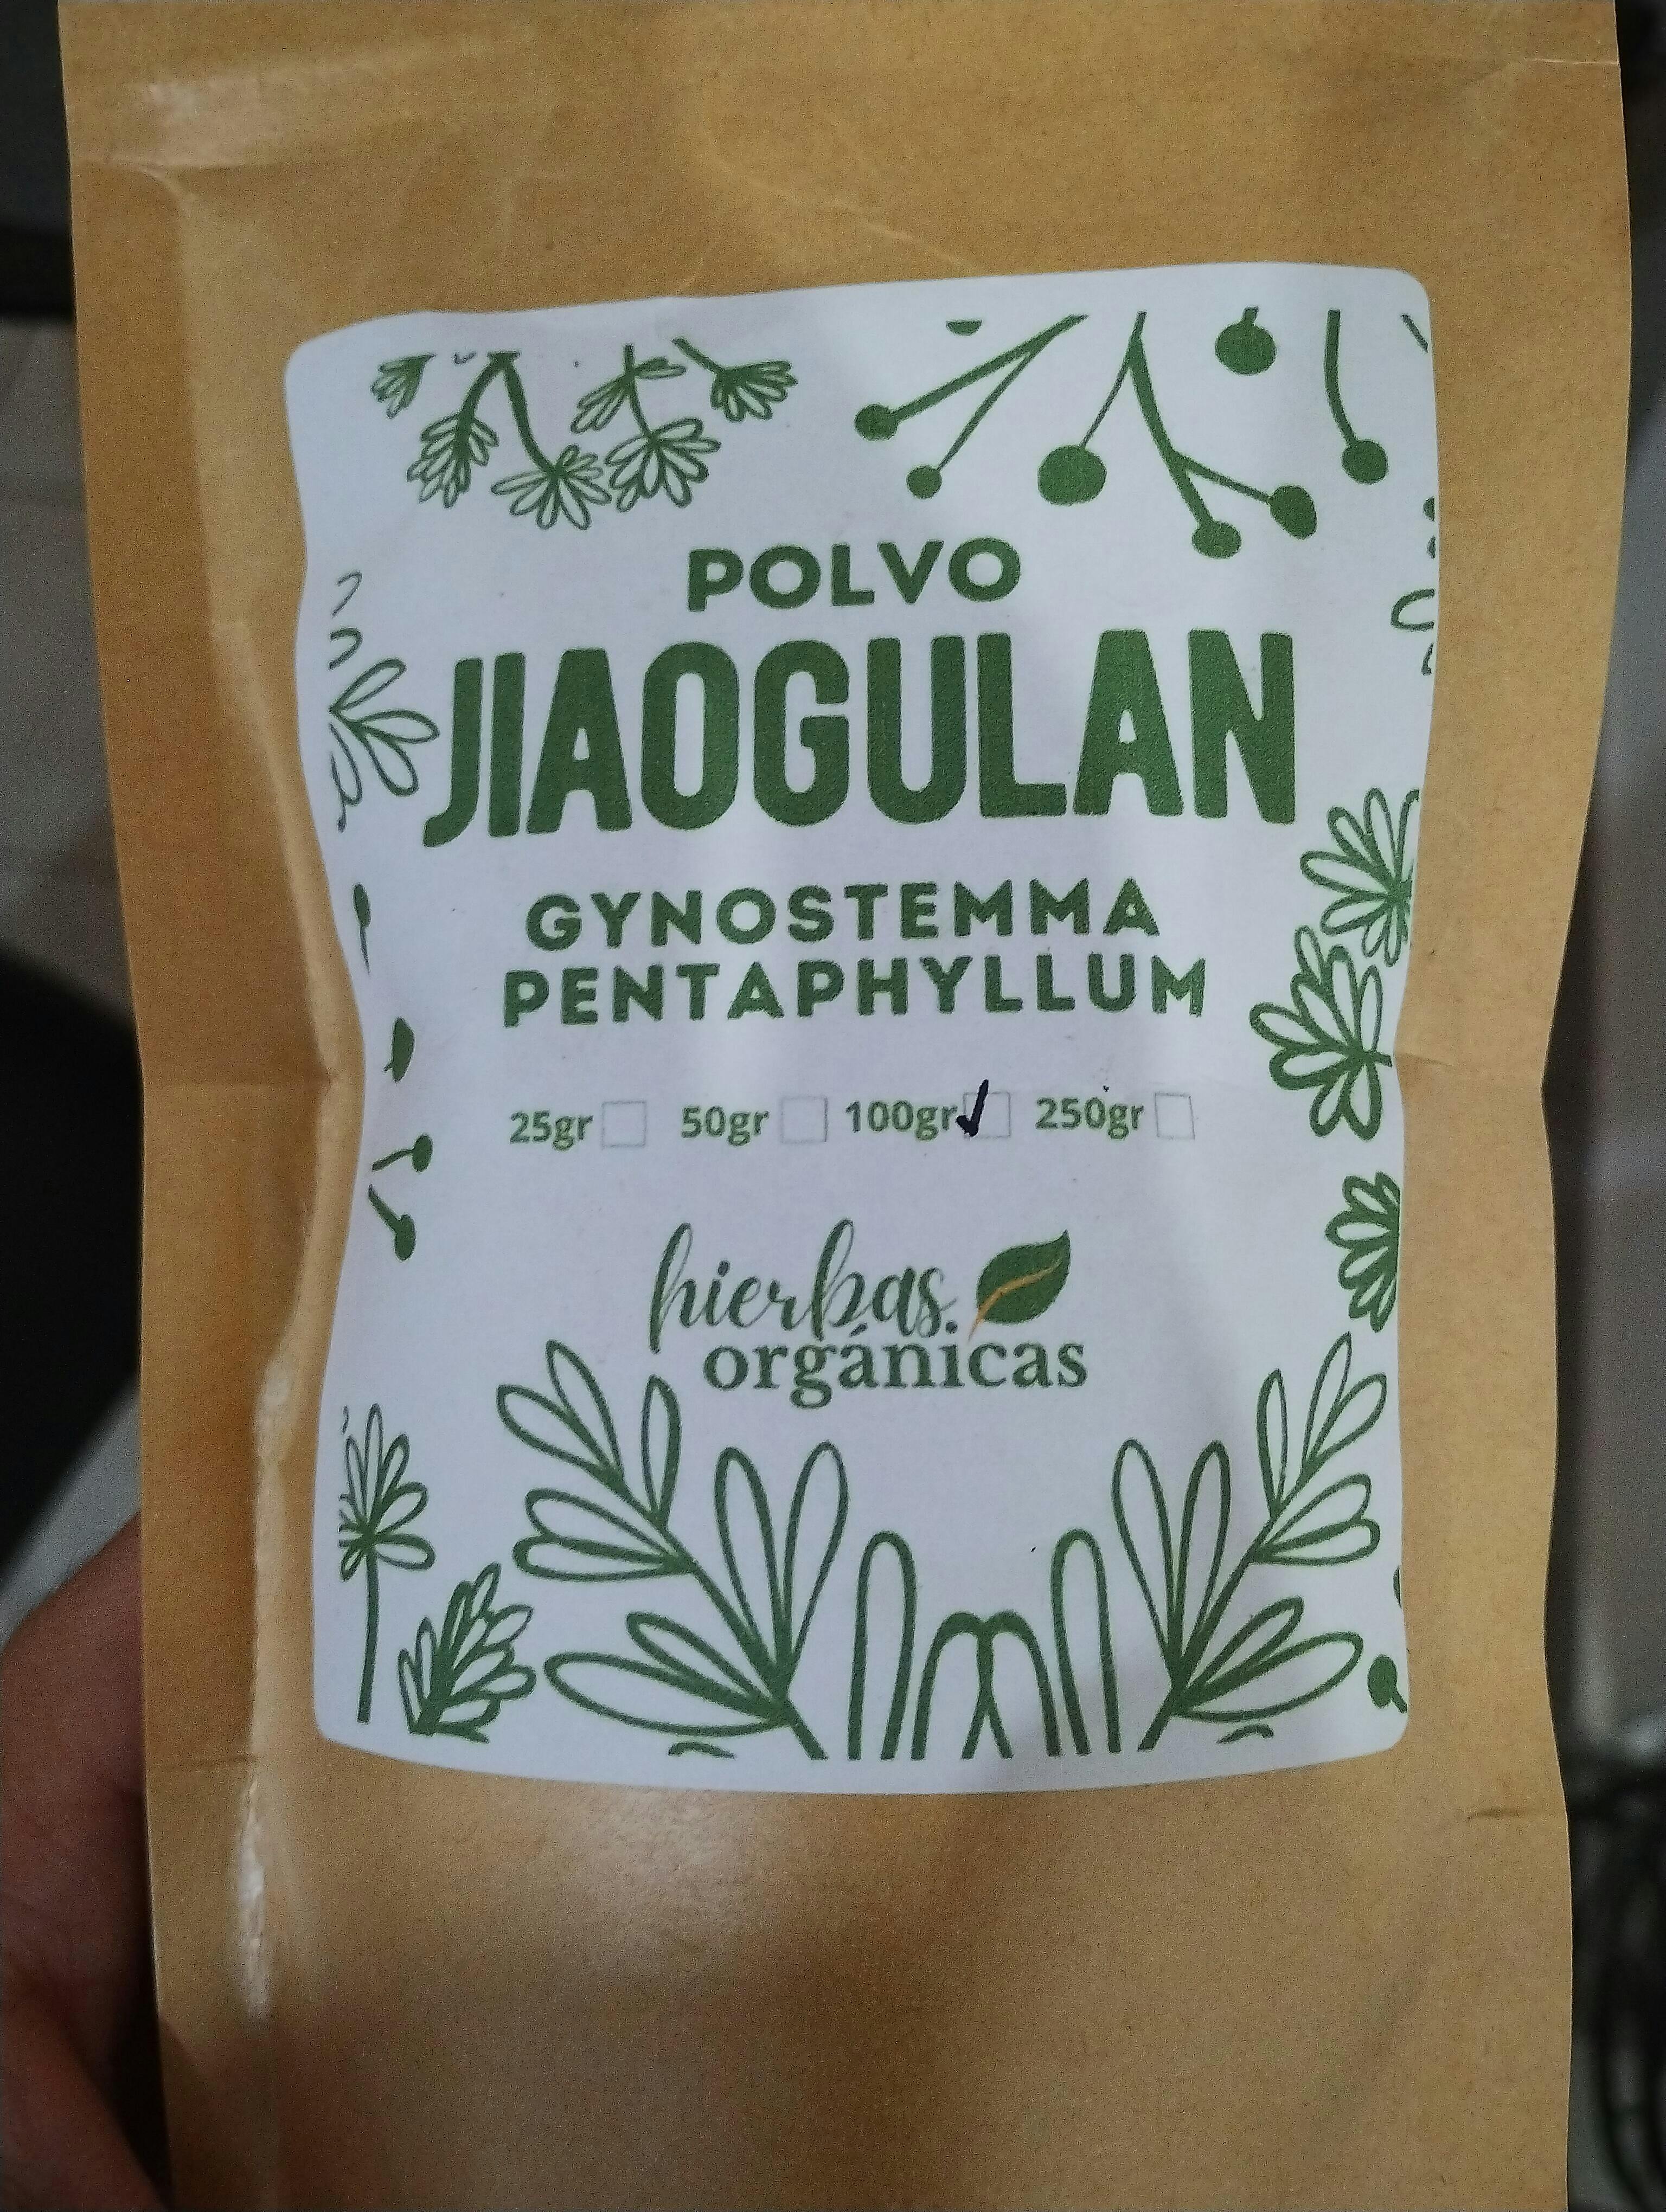 POLVO
JIAOGULAN
GYNOSTEMMA
PENTAPHYLLUM
25gr 50gr 100gr 250gr
hierbas
orgánicas